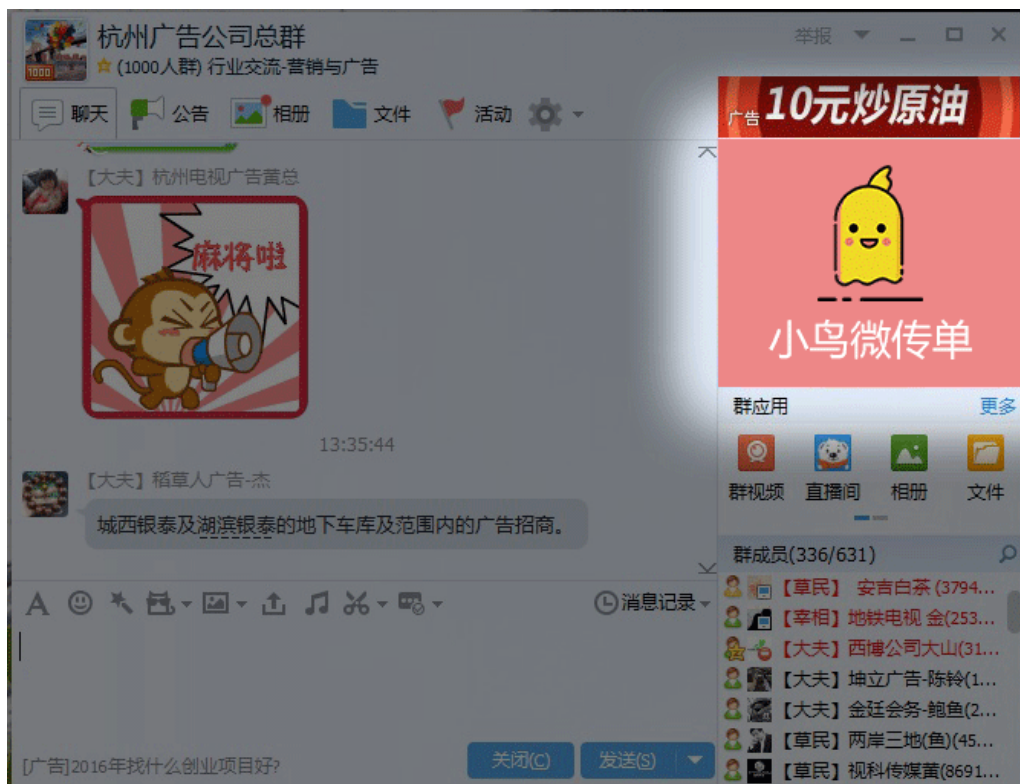 杭州广告公司总群
(1000人群) 行业交流-营销与广告
1000
举报
聊天
公告
相册
文件
活动
广告
10元炒原油
【大夫】杭州电视广告黄总
麻将啦
小鸟微传单
群应用
更多
13:35:44
群视频
直播间
相册
文件
【大夫】稻草人广告-杰
城西银泰及湖滨银泰的地下车库及范围内的广告招商。
群成员(336/631)
消息记录
【草民】 安吉白茶 (3794...
【宰相】地铁电视 金(253...
【大夫】西博公司大山(31...
【大夫】坤立广告-陈铃(1...
【大夫】金廷会务-鲍鱼(2...
【草民】两岸三地(鱼)(45...
【草民】视科传媒黄(8691...
[广告]2016年找什么创业项目好?
关闭(C)
发送(S)